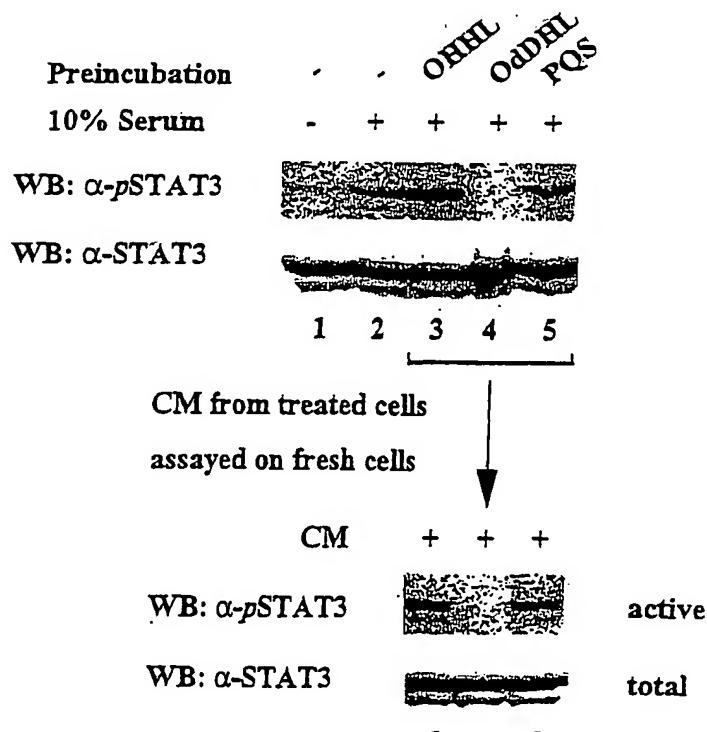 Preincubation - - OHHL OdDHL PQS
10% Serum - + + + +
WB: α-pSTAT3
WB: α-STAT3
1 2 3 4 5
CM from treated cells
assayed on fresh cells
CM + + +
WB: α-pSTAT3 active
WB: α-STAT3 total